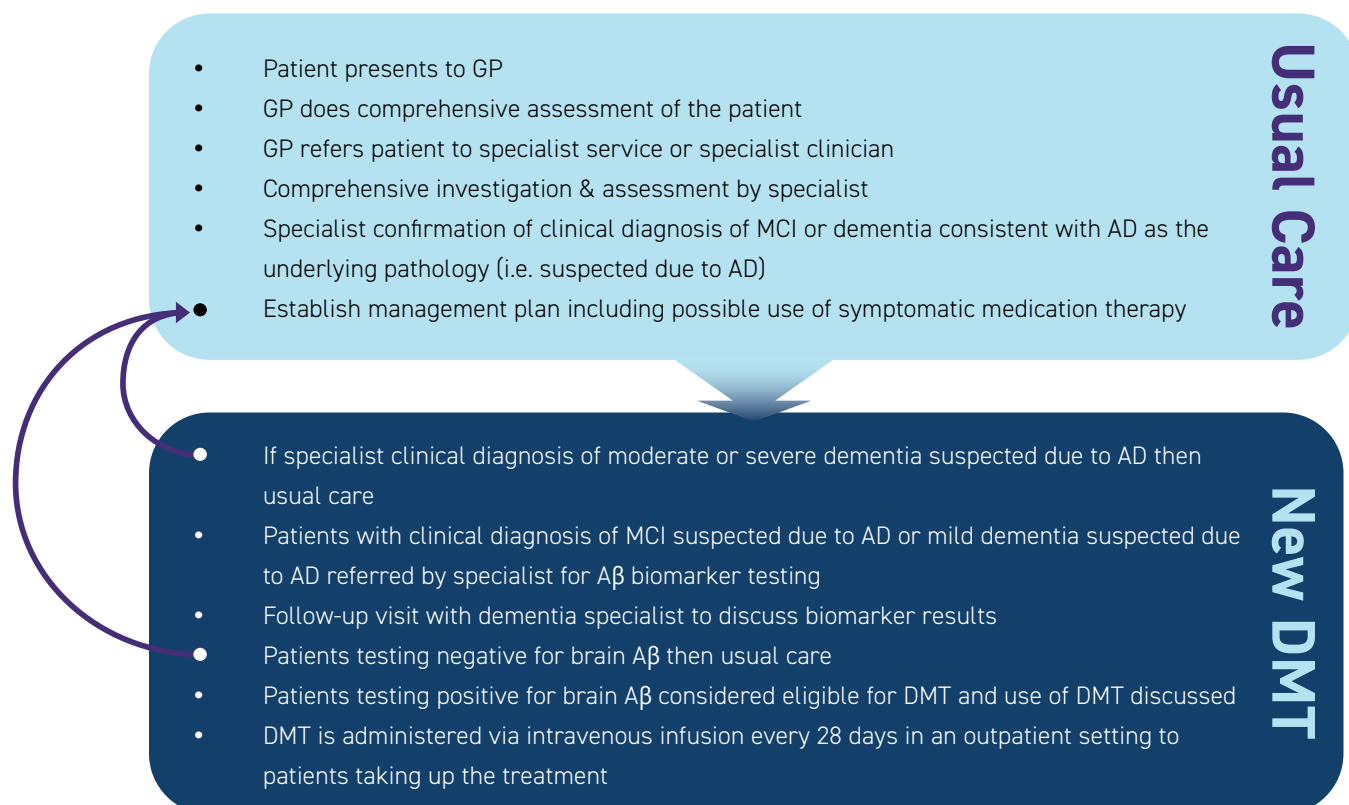 • Patient presents to GP
• GP does comprehensive assessment of the patient
• GP refers patient to specialist service or specialist clinician
• Comprehensive investigation & assessment by specialist
• Specialist confirmation of clinical diagnosis of MCI or dementia consistent with AD as the
underlying pathology (i.e. suspected due to AD)
• Establish management plan including possible use of symptomatic medication therapy
Usual Care
• If specialist clinical diagnosis of moderate or severe dementia suspected due to AD then
usual care
• Patients with clinical diagnosis of MCI suspected due to AD or mild dementia suspected due
to AD referred by specialist for Aβ biomarker testing
• Follow-up visit with dementia specialist to discuss biomarker results
• Patients testing negative for brain Aβ then usual care
• Patients testing positive for brain Aβ considered eligible for DMT and use of DMT discussed
• DMT is administered via intravenous infusion every 28 days in an outpatient setting to
patients taking up the treatment
New DMT